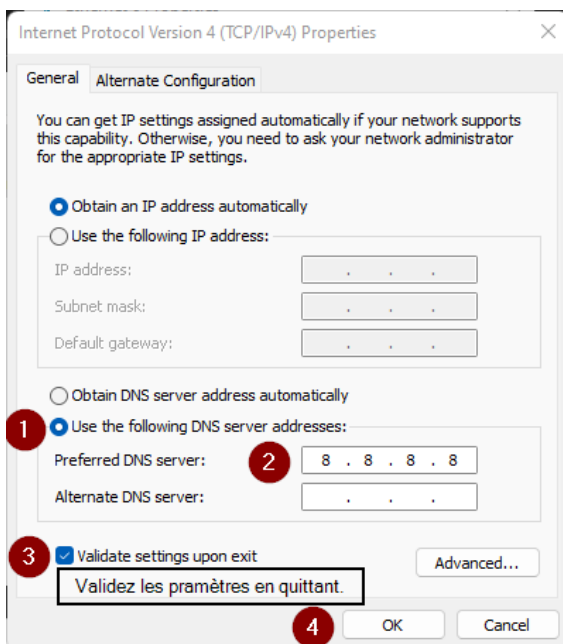 Internet Protocol Version 4 (TCP/IPv4) Properties
General
Alternate Configuration
You can get IP settings assigned automatically if your network supports
this capability. Otherwise, you need to ask your network administrator
for the appropriate IP settings.
Obtain an IP address automatically
Use the following IP address:
IP address:
. . .
Subnet mask:
. . .
Default gateway:
. . .
Obtain DNS server address automatically
1
Use the following DNS server addresses:
Preferred DNS server:
2
8 . 8 . 8 . 8
Alternate DNS server:
. . .
3
Validate settings upon exit
Validez les pramètres en quittant.
Advanced...
4
OK
Cancel